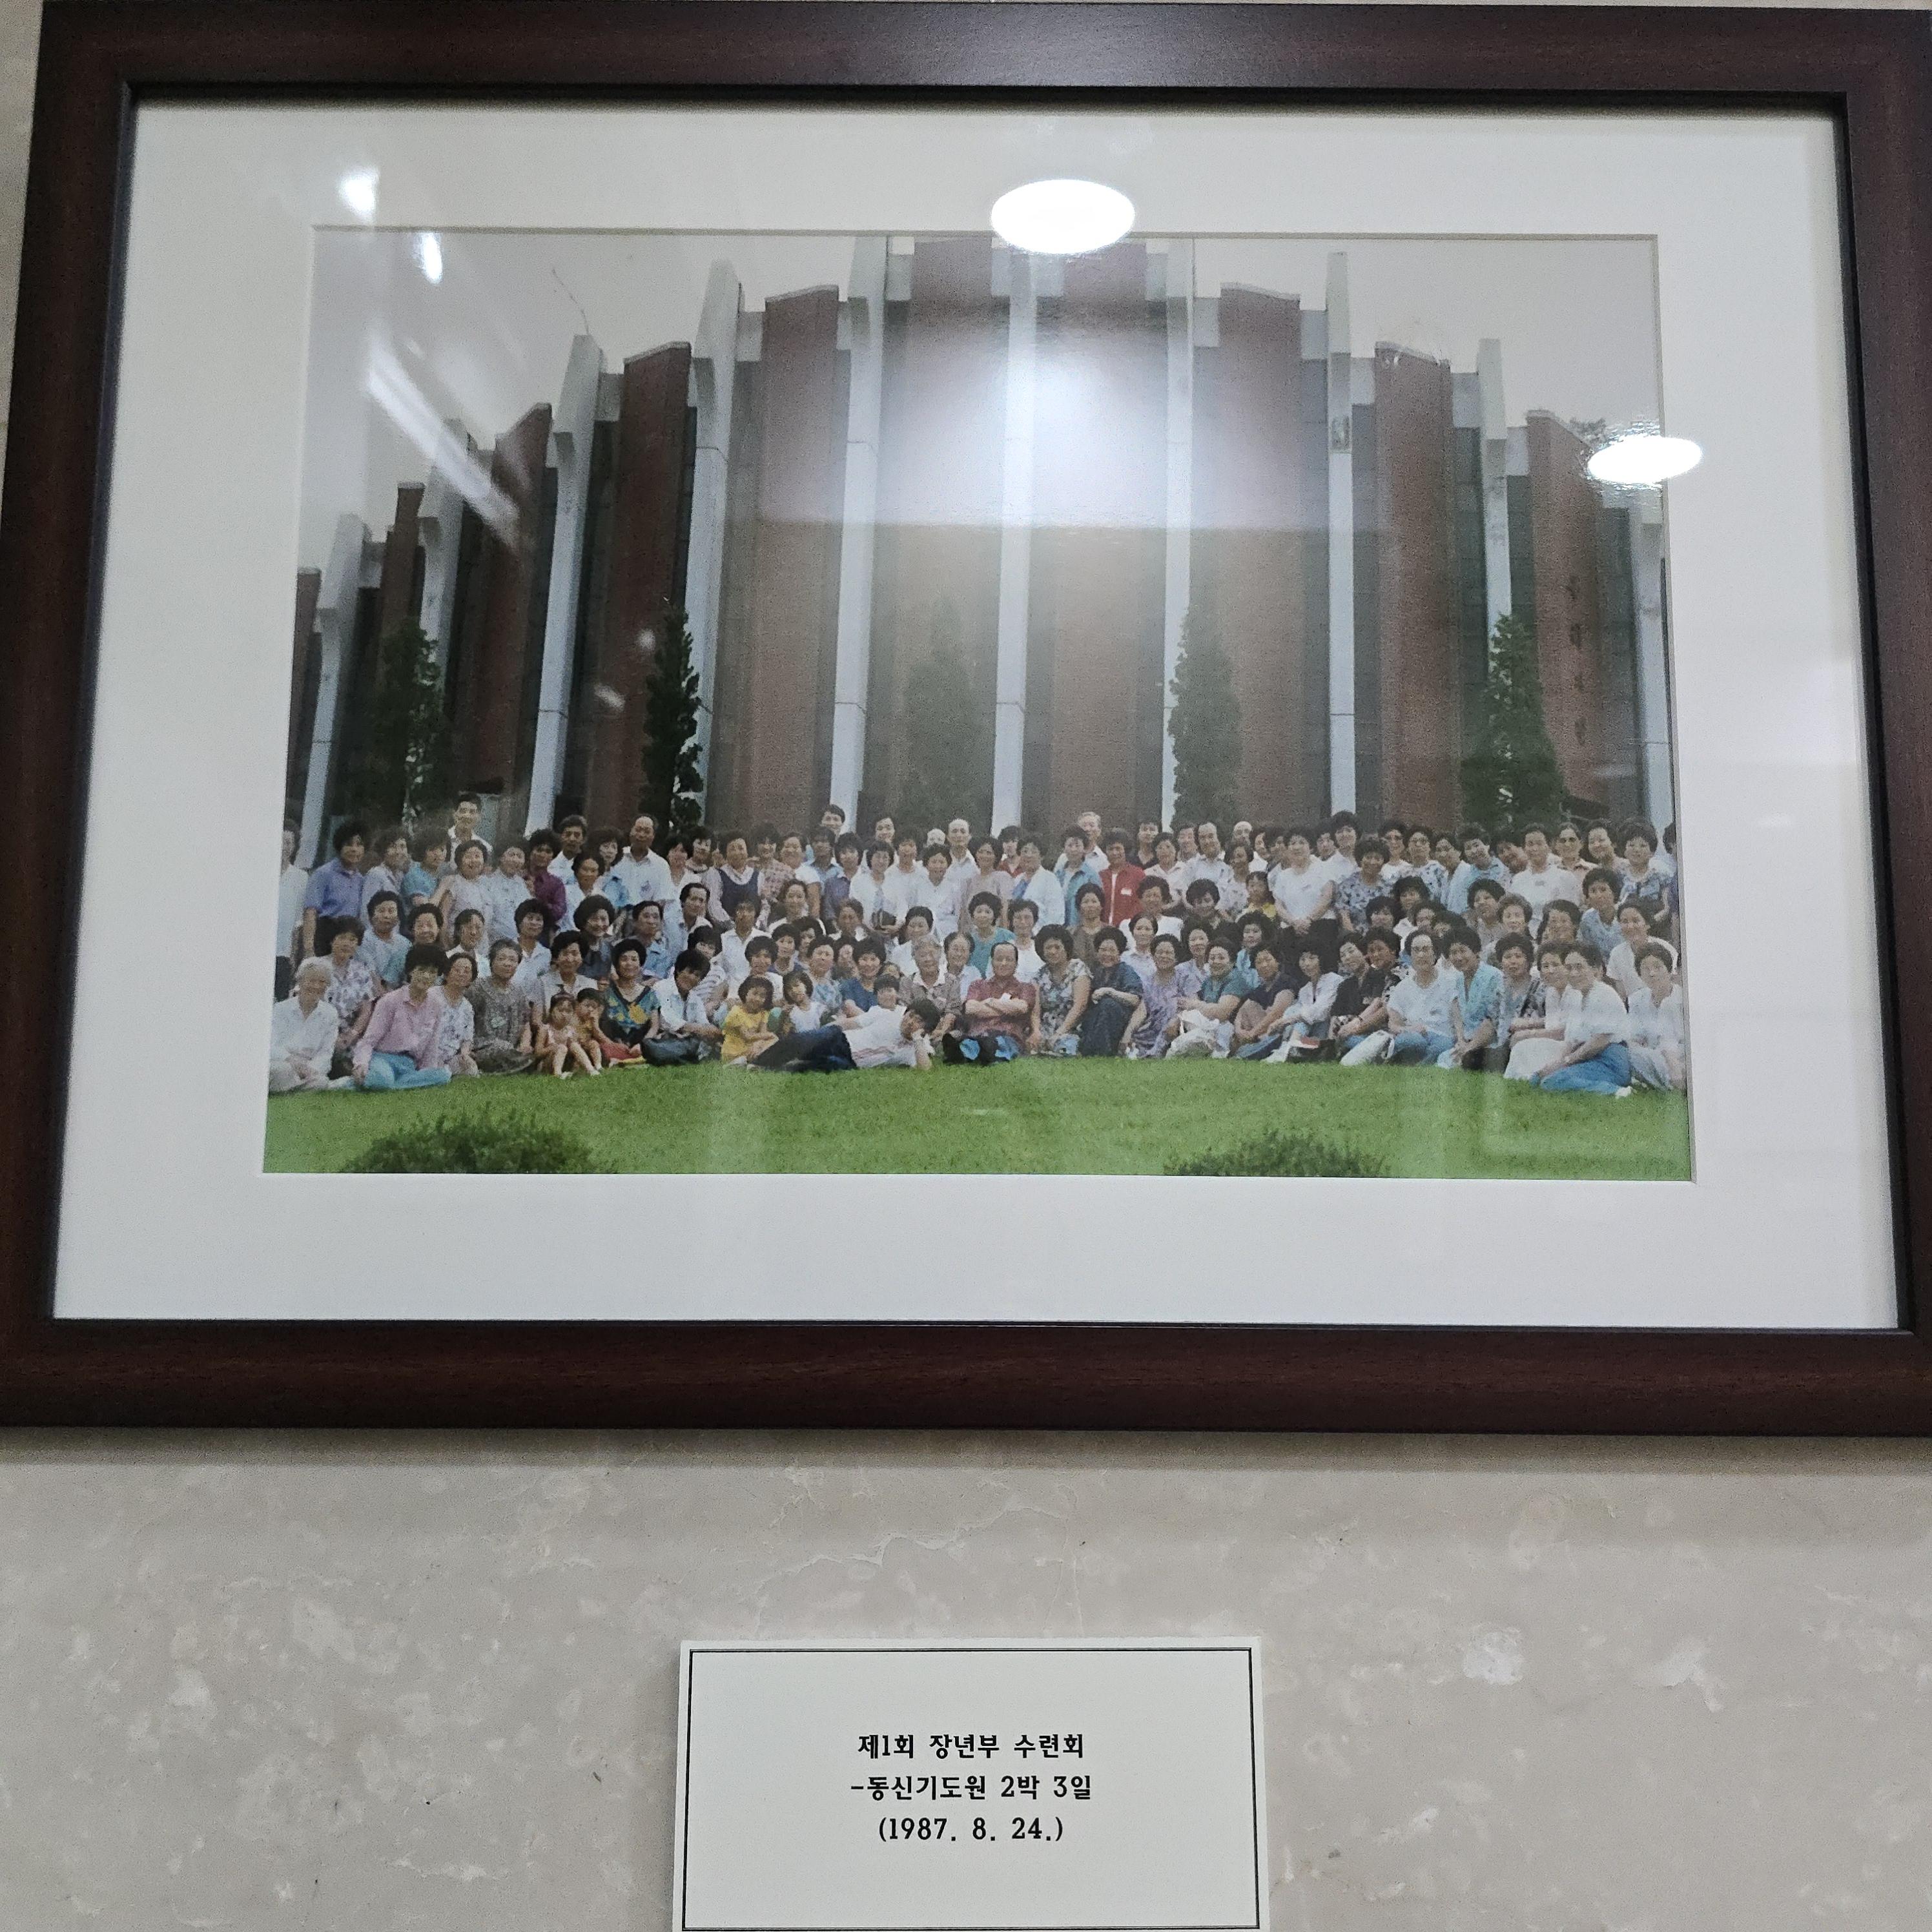 제1회 장년부 수련회
-동신기도원 2박 3일
(1987. 8. 24.)